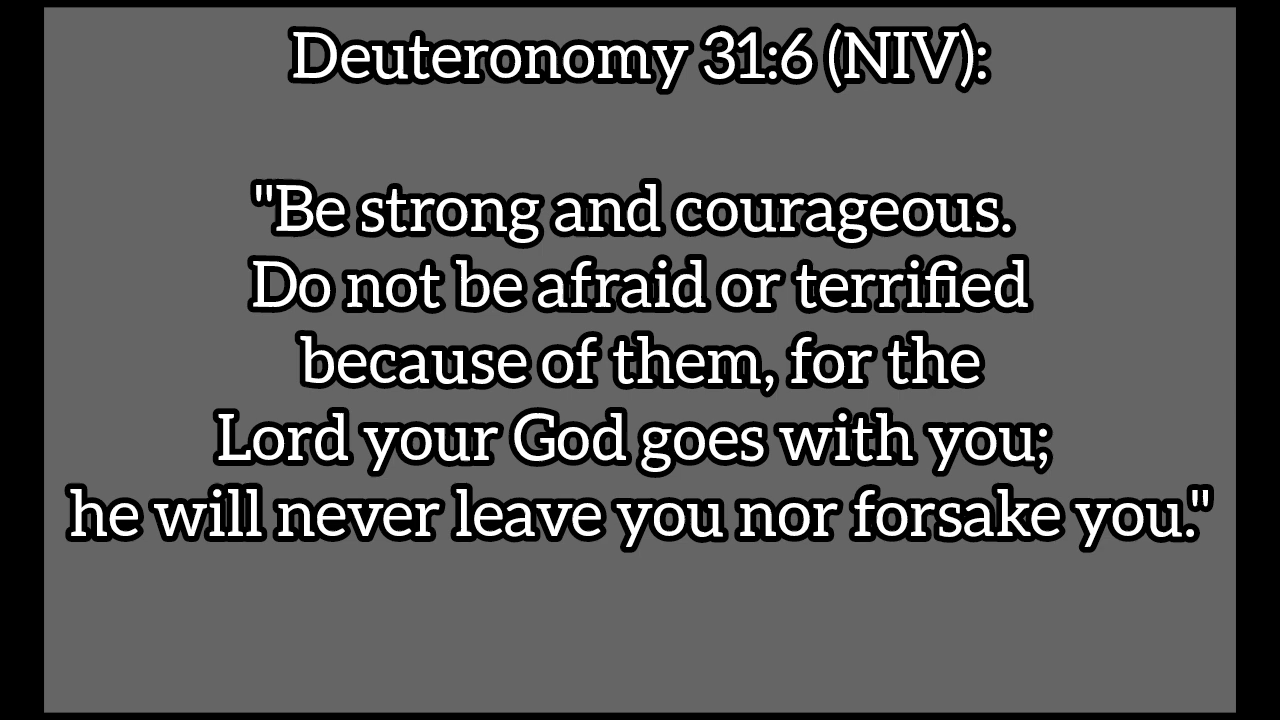 Deuteronomy 31:6 (NIV):
"Be strong and courageous.
Do not be afraid or terrified
because of them, for the
Lord your God goes with you;
he will never leave you nor forsake you."